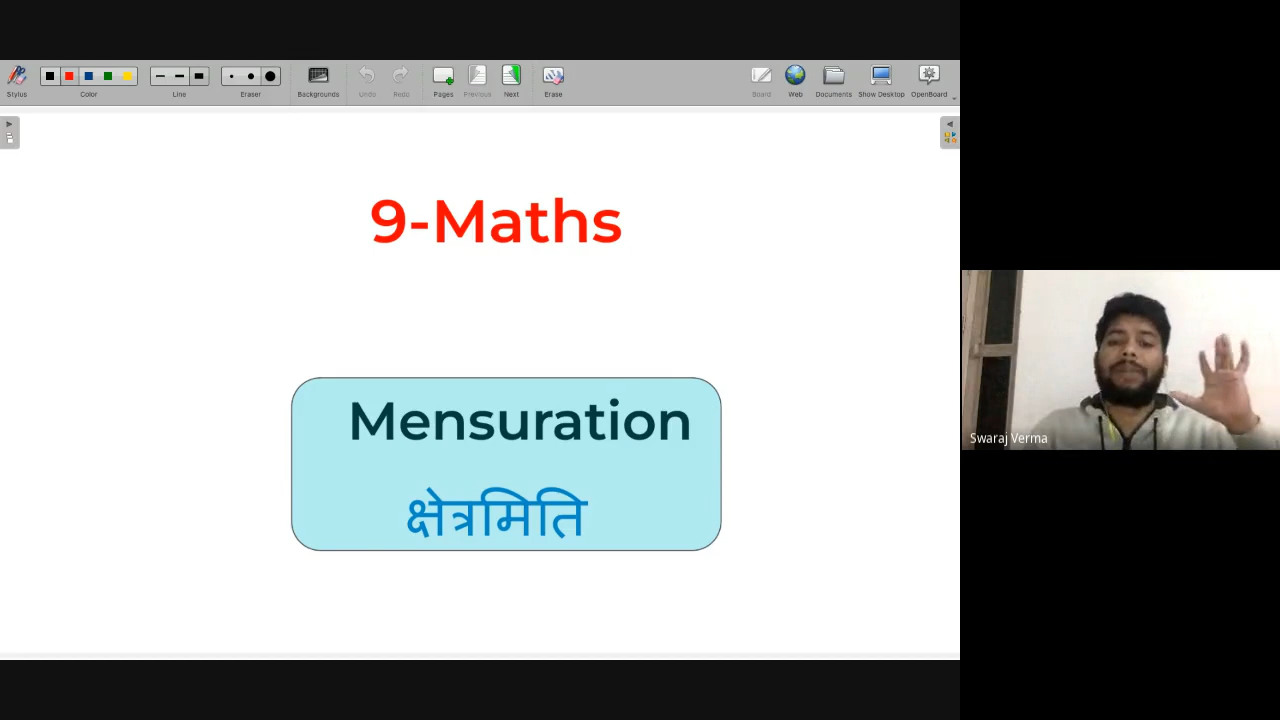 Stylus Color Line Eraser Backgrounds Undo Redo Pages Previous Next Erase Board Web Documents Show Desktop OpenBoard
9-Maths
Mensuration
क्षेत्रमिति
Swaraj Verma